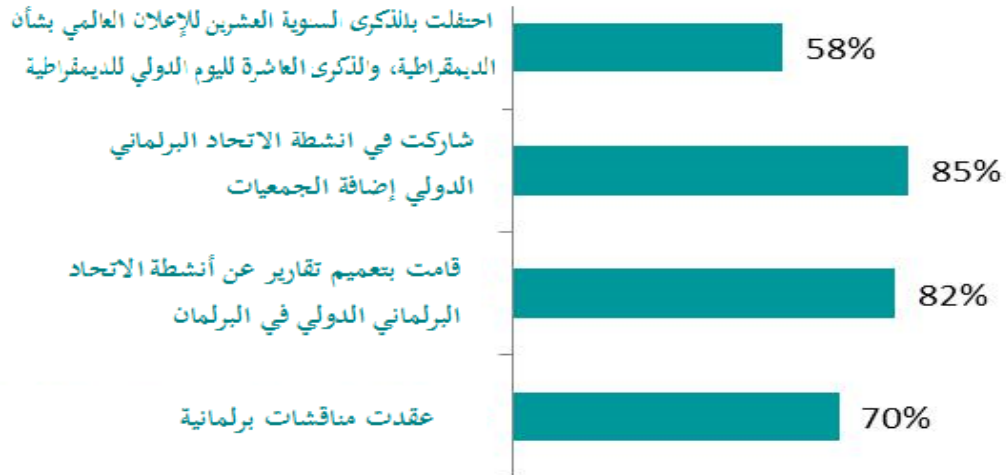 احتفلت بالذكرى السوية العشرين للإعلان العالمي بشأن
الديمقراطية، والذكرى العاشرة لليوم الدولي للديمقراطية
58%
شاركت في انشطة الاتحاد البرلماني
الدولي إضافة الجمعيات
85%
قامت بتعميم تقارير عن أنشطة الاتحاد
البرلماني الدولي في البرلمان
82%
عقدت مناقشات برلمانية
70%